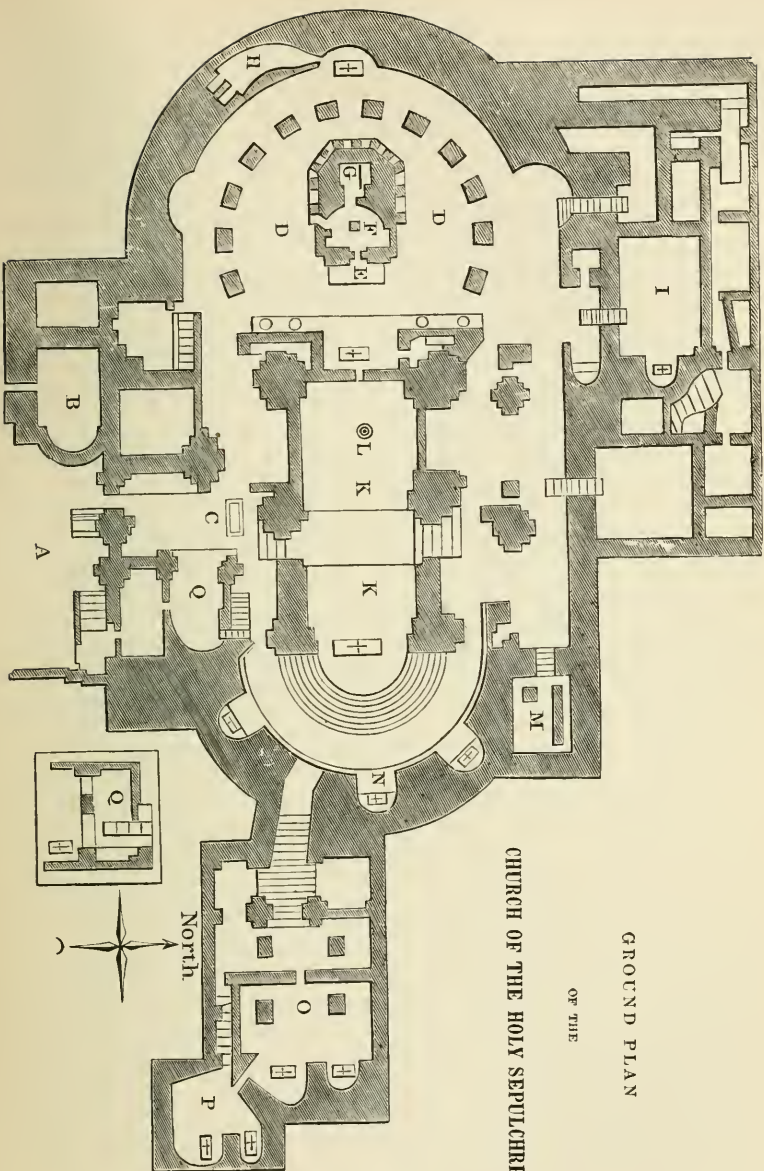 GROUND PLAN
OF THE
CHURCH OF THE HOLY SEPULCHRE
H
G
D
D
F
E
I
B
L
K
C
A
Q
K
M
N
Q
North
O
P